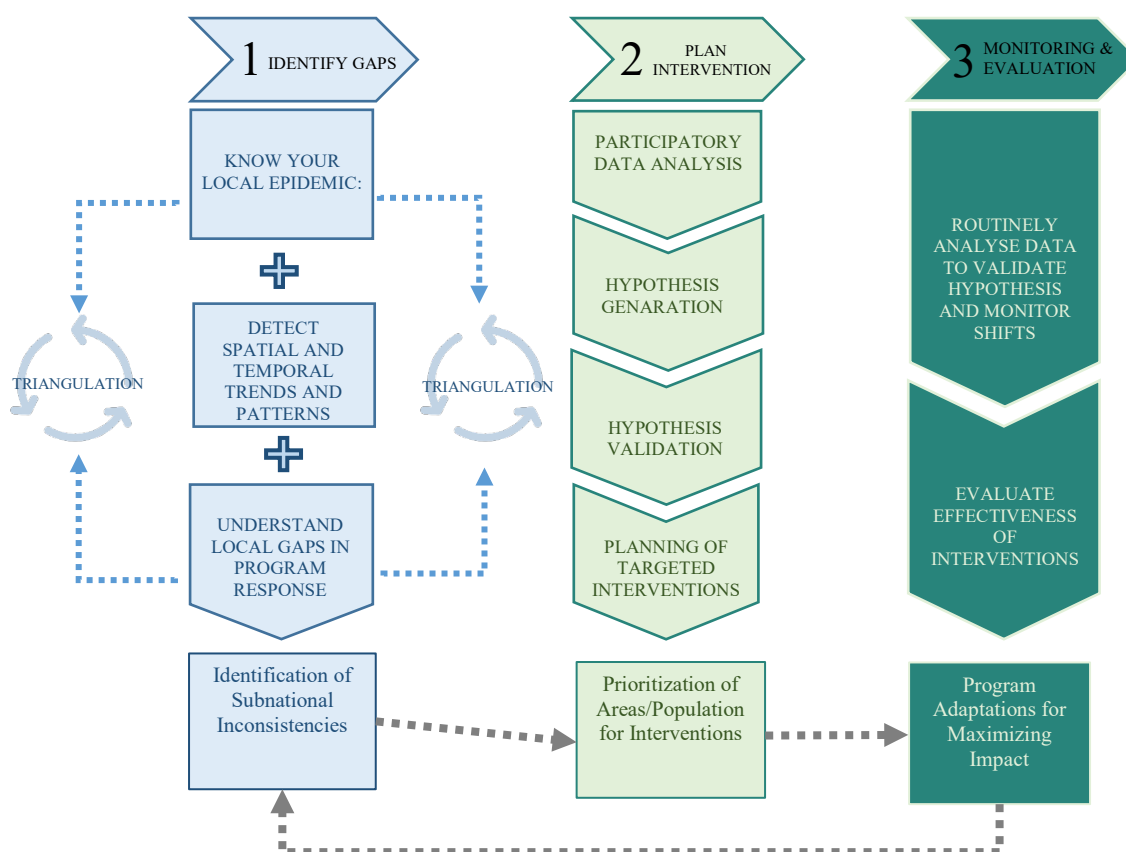 1 IDENTIFY GAPS
KNOW YOUR
LOCAL EPIDEMIC:
TRIANGULATION
DETECT
SPATIAL AND
TEMPORAL
TRENDS AND
PATTERNS
TRIANGULATION
UNDERSTAND
LOCAL GAPS IN
PROGRAM
RESPONSE
Identification of
Subnational
Inconsistencies
2 PLAN
INTERVENTION
PARTICIPATORY
DATA ANALYSIS
HYPOTHESIS
GENARATION
HYPOTHESIS
VALIDATION
PLANNING OF
TARGETED
INTERVENTIONS
Prioritization of
Areas/Population
for Interventions
3 MONITORING &
EVALUATION
ROUTINELY
ANALYSE DATA
TO VALIDATE
HYPOTHESIS
AND MONITOR
SHIFTS
EVALUATE
EFFECTIVENESS
OF
INTERVENTIONS
Program
Adaptations for
Maximizing
Impact